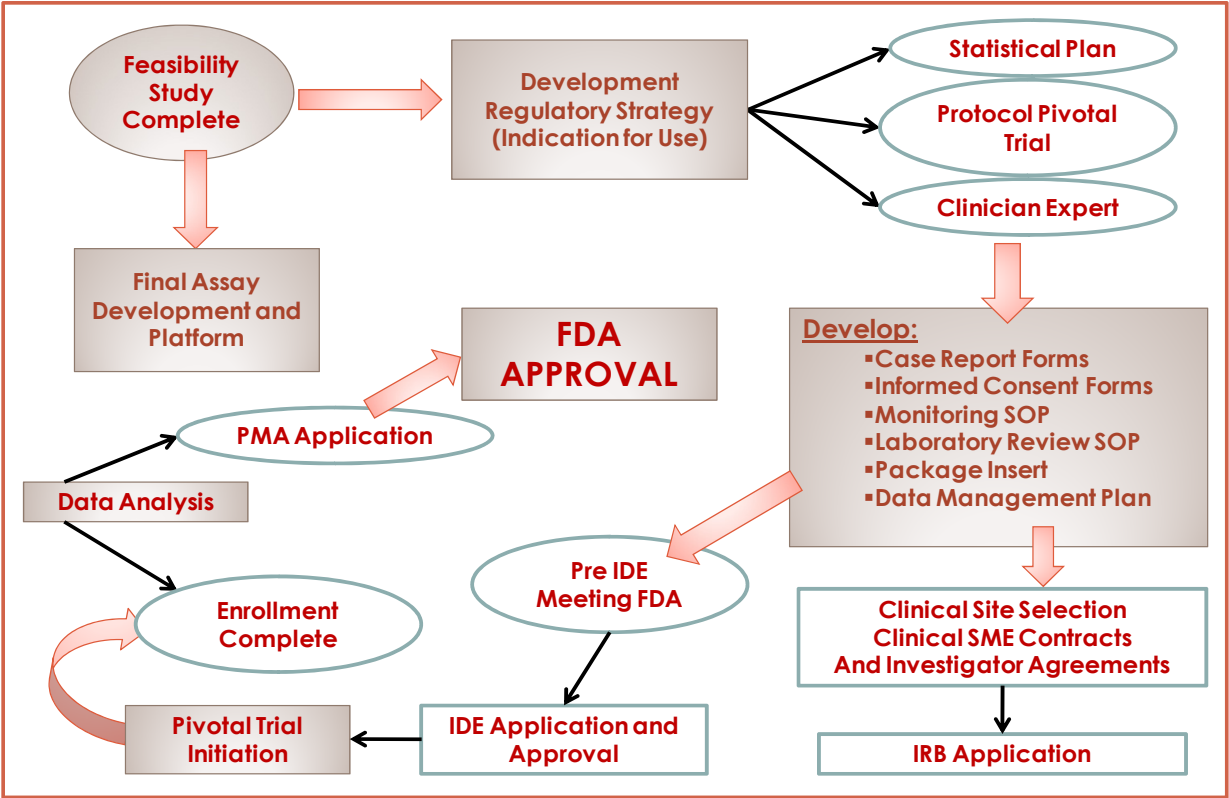 Feasibility
Study
Complete
Development
Regulatory Strategy
(Indication for Use)
Statistical Plan
Protocol Pivotal
Trial
Clinician Expert
Final Assay
Development and
Platform
FDA
APPROVAL
Develop:
▪Case Report Forms
▪Informed Consent Forms
▪Monitoring SOP
▪Laboratory Review SOP
▪Package Insert
▪Data Management Plan
PMA Application
Data Analysis
Pre IDE
Meeting FDA
Enrollment
Complete
Clinical Site Selection
Clinical SME Contracts
And Investigator Agreements
Pivotal Trial
Initiation
IDE Application and
Approval
IRB Application